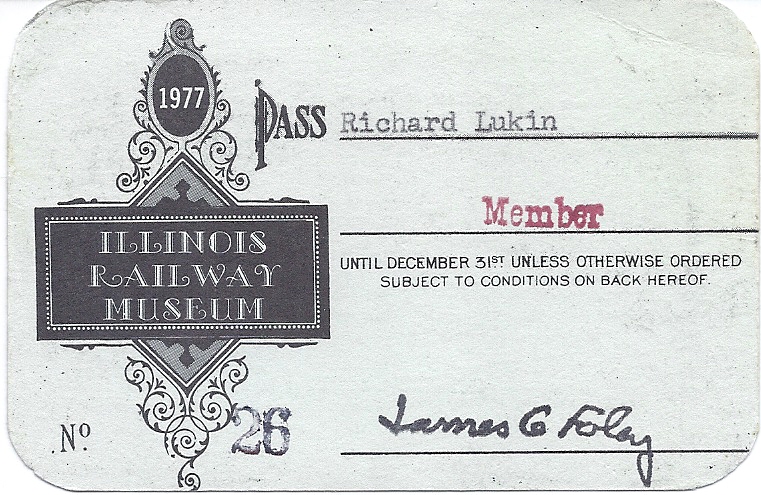 1977
PASS Richard Lukin
Member
ILLINOIS
RAILWAY
MUSEUM
UNTIL DECEMBER 31ST UNLESS OTHERWISE ORDERED
SUBJECT TO CONDITIONS ON BACK HEREOF.
Nº 26
James C Foley